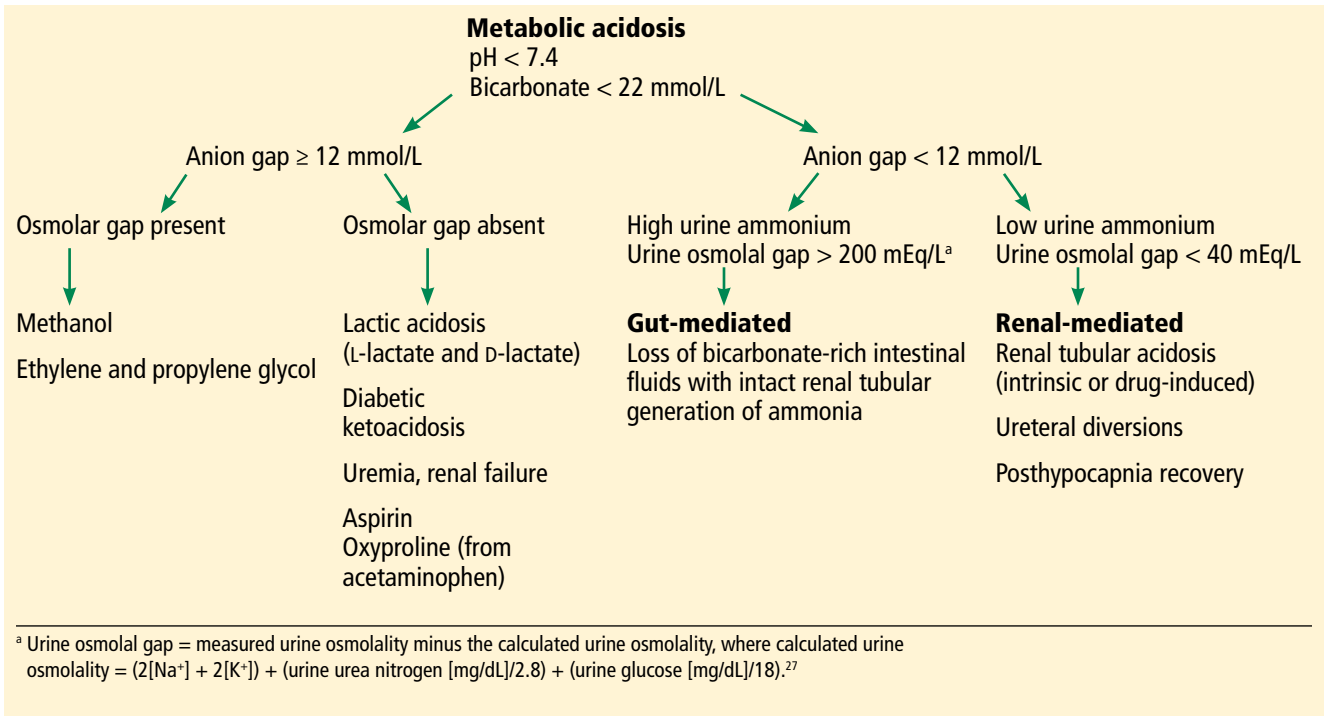 Metabolic acidosis
pH < 7.4
Bicarbonate < 22 mmol/L
Anion gap ≥ 12 mmol/L
Anion gap < 12 mmol/L
Osmolar gap present
Osmolar gap absent
High urine ammonium
Urine osmolal gap > 200 mEq/Lᵃ
Low urine ammonium
Urine osmolal gap < 40 mEq/L
Methanol
Ethylene and propylene glycol
Lactic acidosis
(L-lactate and D-lactate)
Diabetic
ketoacidosis
Uremia, renal failure
Aspirin
Oxyproline (from
acetaminophen)
Gut-mediated
Loss of bicarbonate-rich intestinal
fluids with intact renal tubular
generation of ammonia
Renal-mediated
Renal tubular acidosis
(intrinsic or drug-induced)
Ureteral diversions
Posthypocapnia recovery
ᵃ Urine osmolal gap = measured urine osmolality minus the calculated urine osmolality, where calculated urine
osmolality = (2[Na⁺] + 2[K⁺]) + (urine urea nitrogen [mg/dL]/2.8) + (urine glucose [mg/dL]/18).²⁷